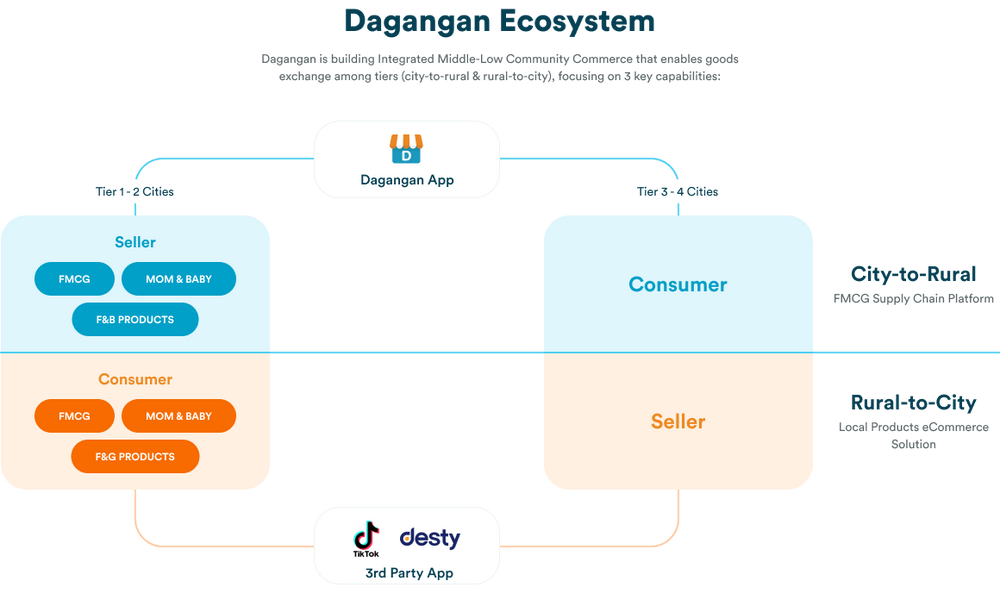 Dagangan Ecosystem
Dagangan is building Integrated Middle-Low Community Commerce that enables goods
exchange among tiers (city-to-rural & rural-to-city), focusing on 3 key capabilities:
D
Dagangan App
Tier 1 - 2 Cities
Tier 3 - 4 Cities
Seller
FMCG
MOM & BABY
F&B PRODUCTS
Consumer
City-to-Rural
FMCG Supply Chain Platform
Consumer
FMCG
MOM & BABY
F&G PRODUCTS
Seller
Rural-to-City
Local Products eCommerce
Solution
TikTok
desty
3rd Party App